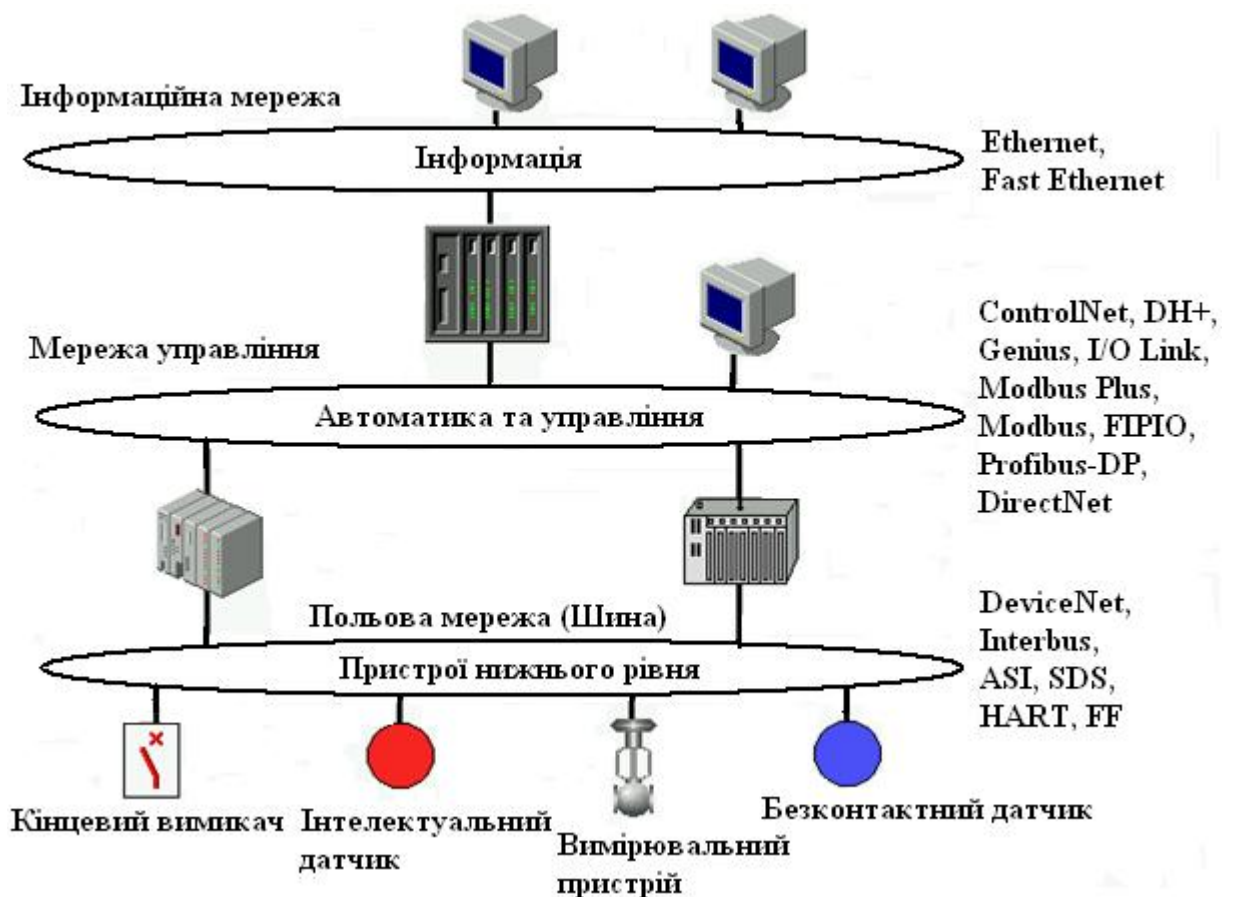 Інформаційна мережа
Інформація
Ethernet,
Fast Ethernet
Мережа управління
Автоматика та управління
ControlNet, DH+,
Genius, I/O Link,
Modbus Plus,
Modbus, FIPIO,
Profibus-DP,
DirectNet
Польова мережа (Шина)
Пристрої нижнього рівня
DeviceNet,
Interbus,
ASI, SDS,
HART, FF
Кінцевий вимикач
Інтелектуальний
датчик
Вимірювальний
пристрій
Безконтактний датчик